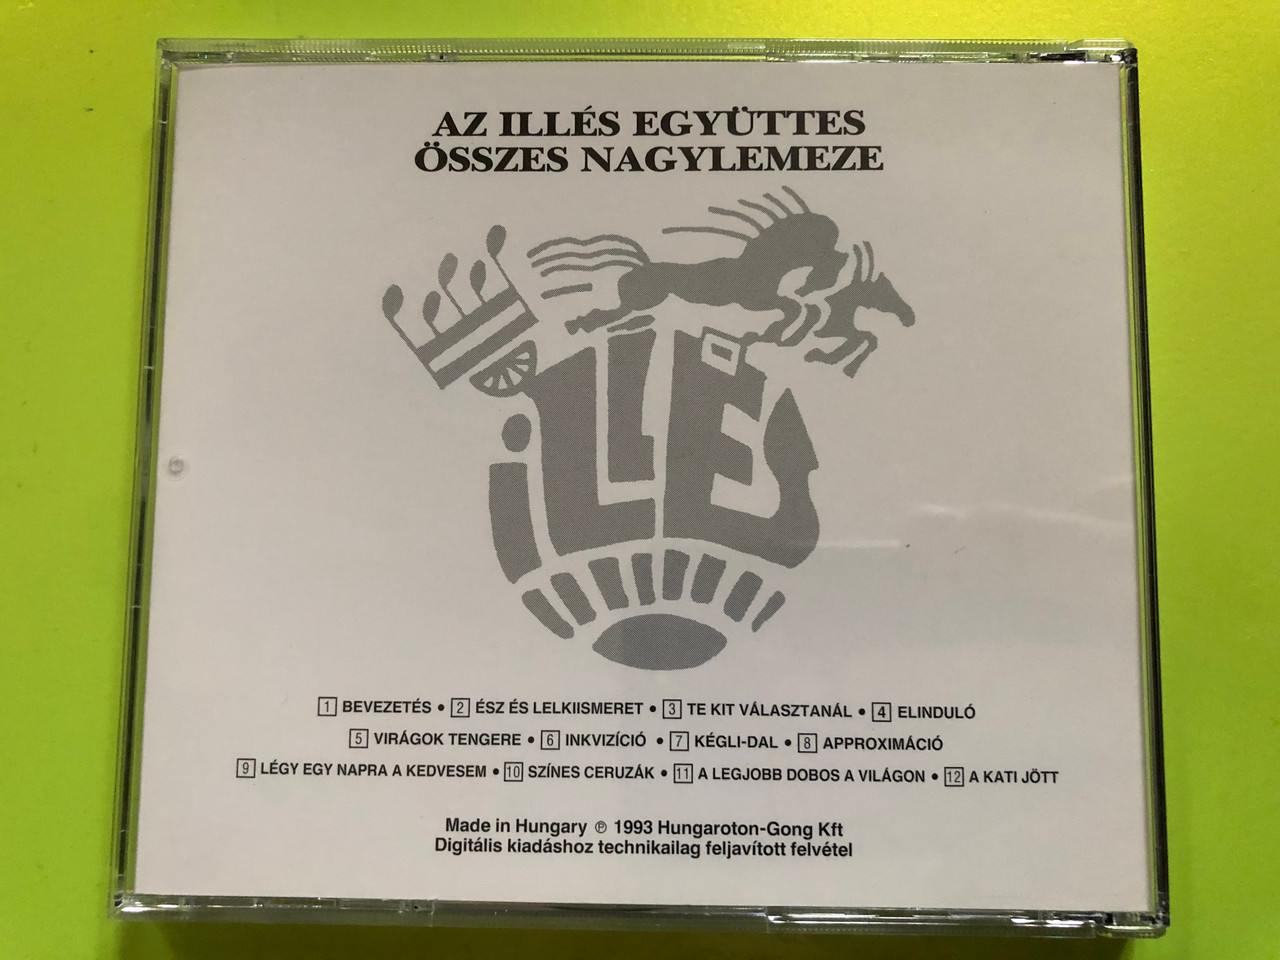 AZ ILLÉS EGYÜTTES
ÖSSZES NAGYLEMEZE
ILLÉS
1 BEVEZETÉS • 2 ÉSZ ÉS LELKIISMERET • 3 TE KIT VÁLASZTANÁL • 4 ELINDULÓ
5 VIRÁGOK TENGERE • 6 INKVIZÍCIÓ • 7 KÉGLI-DAL • 8 APPROXIMÁCIÓ
9 LÉGY EGY NAPRA A KEDVESEM • 10 SZÍNES CERUZÁK • 11 A LEGJOBB DOBOS A VILÁGON • 12 A KATI JÖTT
Made in Hungary ℗ 1993 Hungaroton-Gong Kft
Digitális kiadáshoz technikailag feljavított felvétel